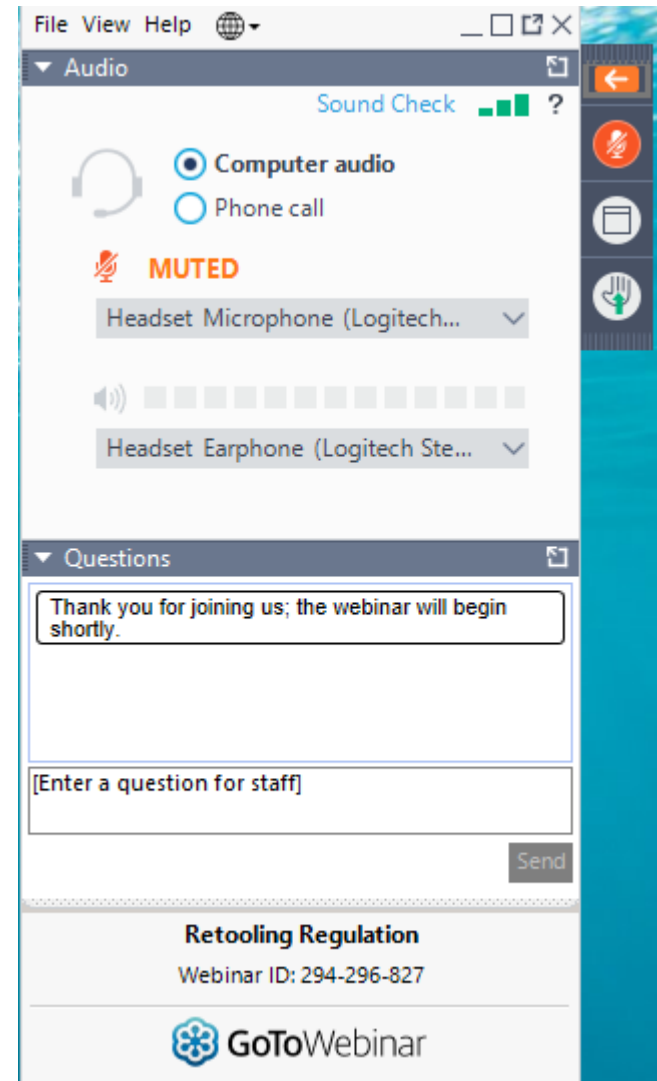 File View Help
Audio
Sound Check ?
Computer audio
Phone call
MUTED
Headset Microphone (Logitech...
Headset Earphone (Logitech Ste...
Questions
Thank you for joining us; the webinar will begin
shortly.
[Enter a question for staff]
Send
Retooling Regulation
Webinar ID: 294-296-827
GoToWebinar